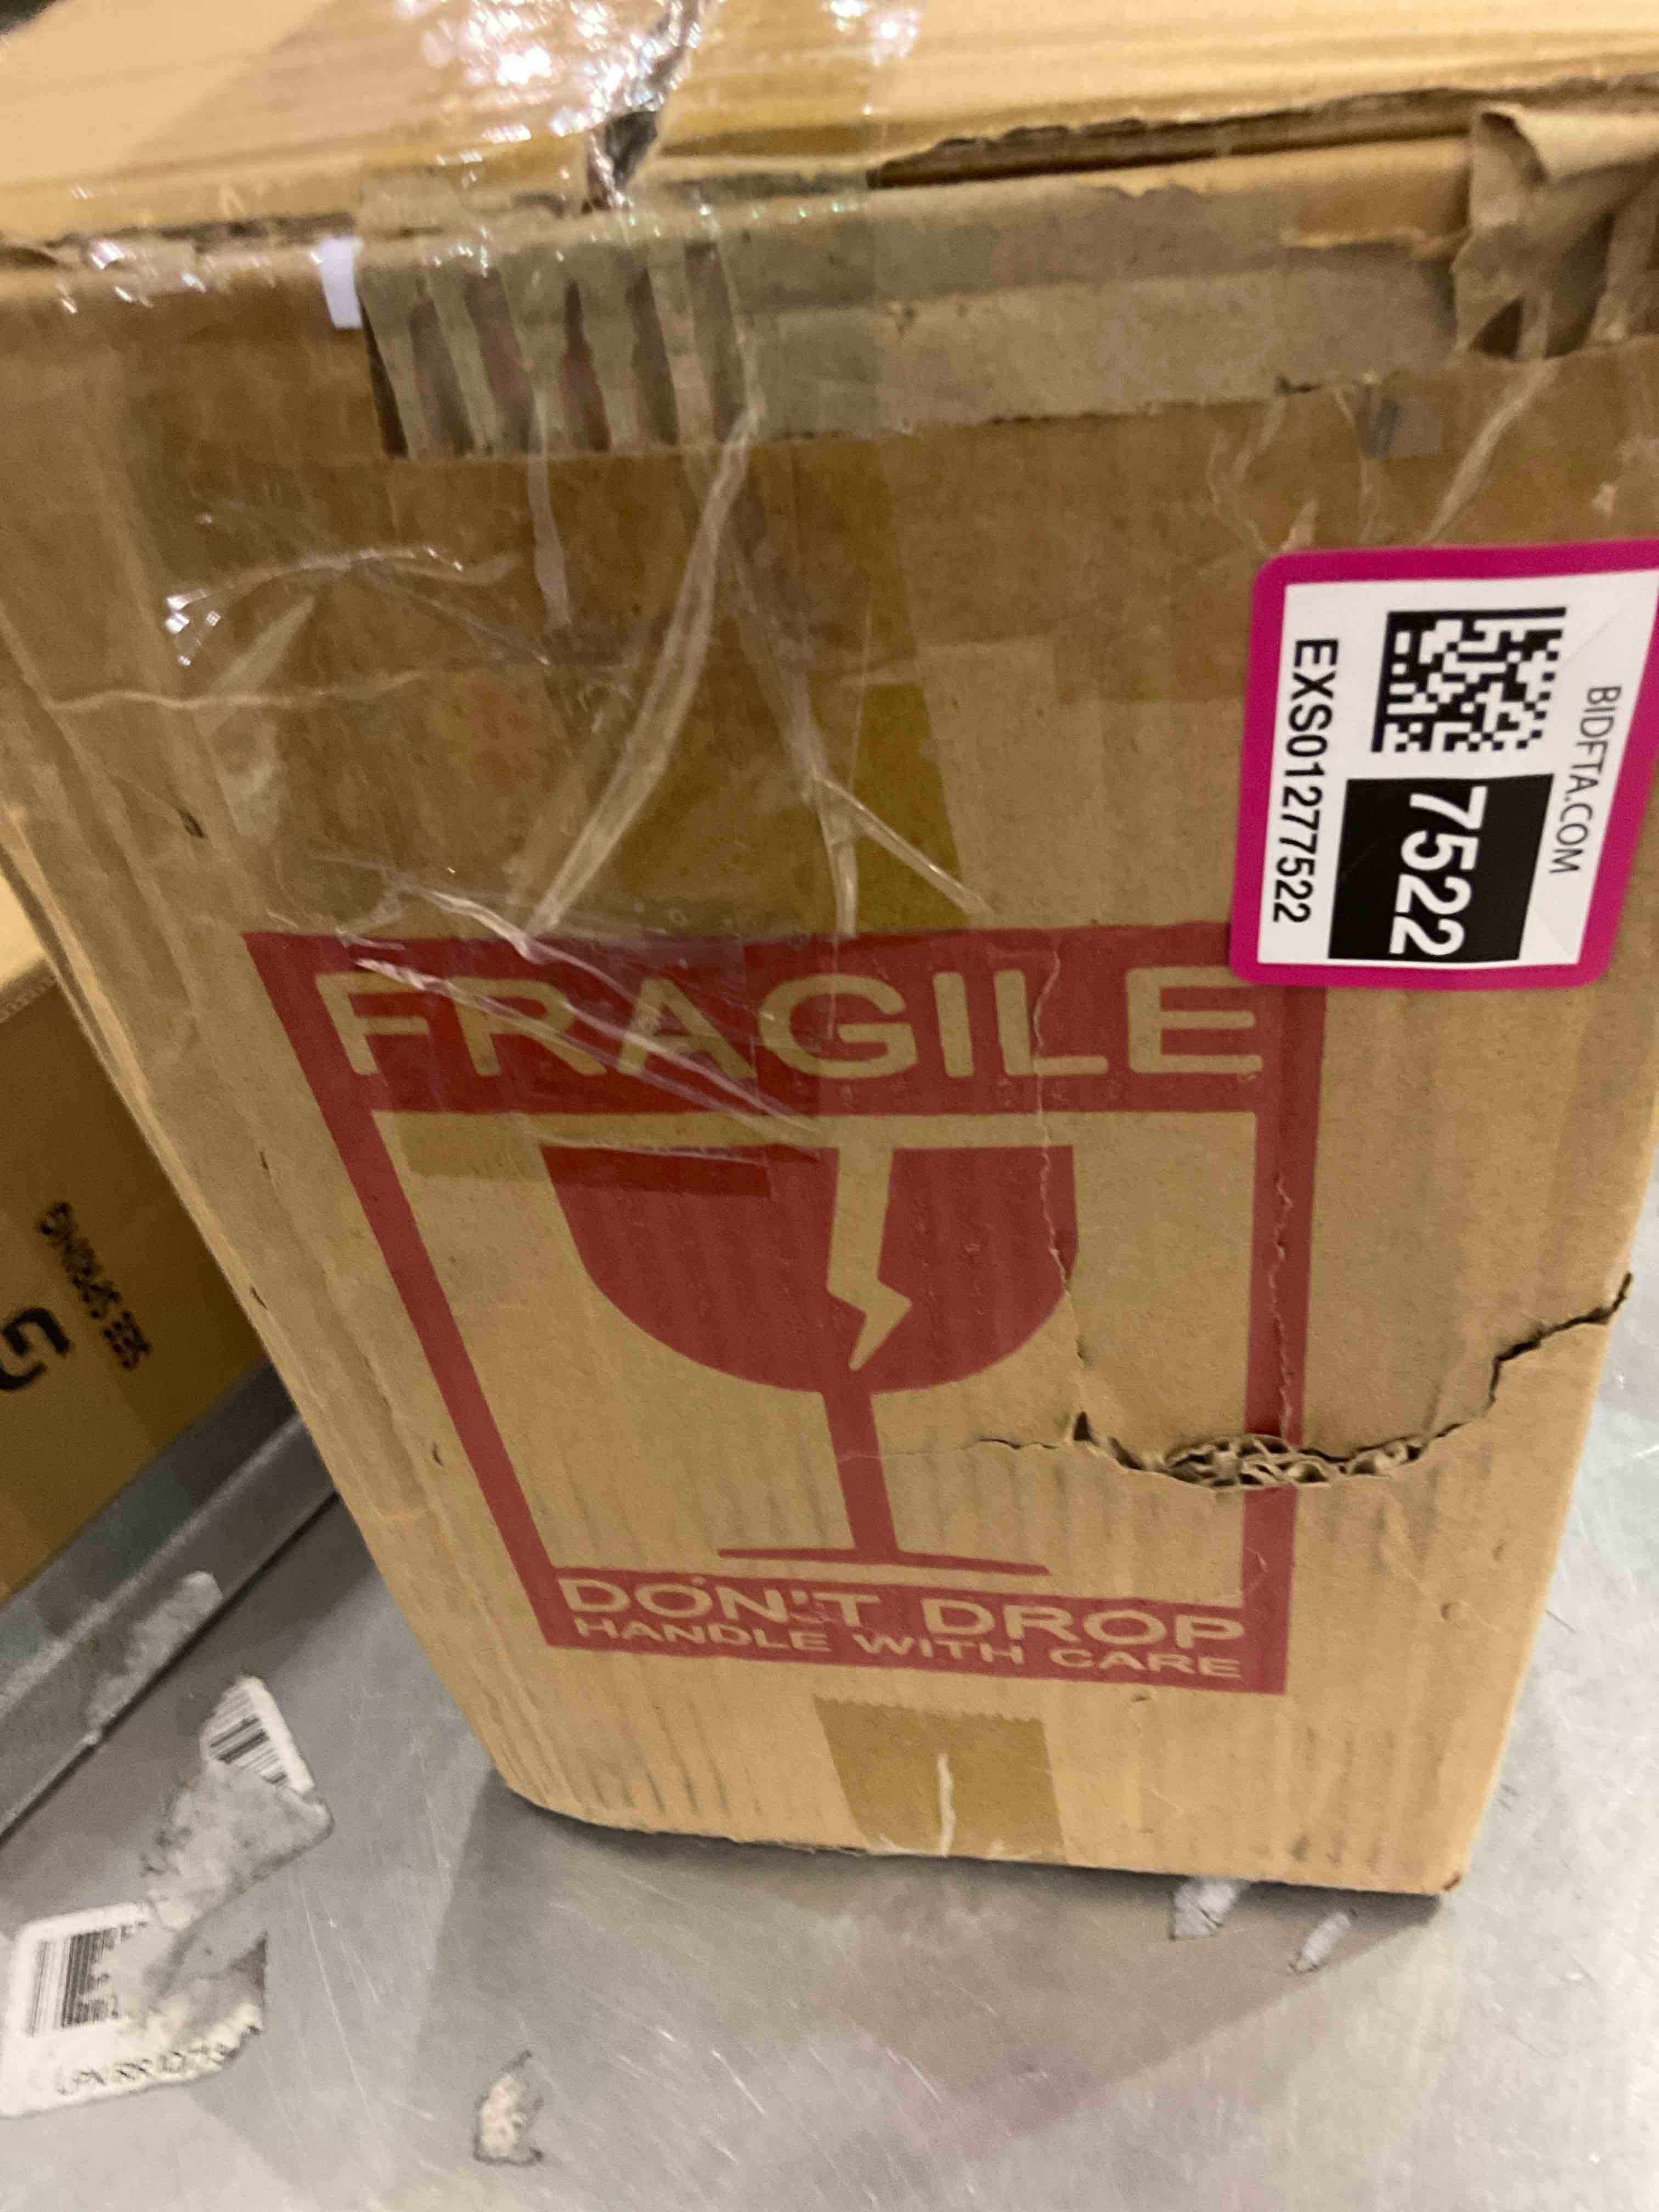 BIDFTA.COM
7522
EXS01277522
FRAGILE
DON'T DROP
HANDLE WITH CARE